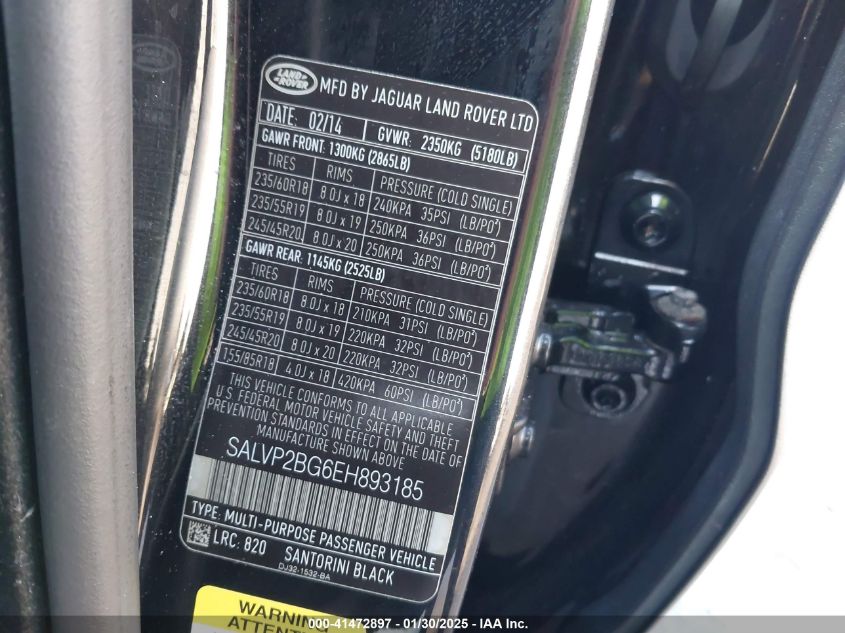 LAND ROVER
MFD BY JAGUAR LAND ROVER LTD
DATE: 02/14 GVWR: 2350KG (5180LB)
GAWR FRONT: 1300KG (2865LB)
TIRES RIMS PRESSURE (COLD SINGLE)
235/60R18 8.0J x 18 240KPA 35PSI (LB/PO²)
235/55R19 8.0J x 19 250KPA 36PSI (LB/PO²)
245/45R20 8.0J x 20 250KPA 36PSI (LB/PO²)
GAWR REAR: 1145KG (2525LB)
TIRES RIMS PRESSURE (COLD SINGLE)
235/60R18 8.0J x 18 210KPA 31PSI (LB/PO²)
235/55R19 8.0J x 19 220KPA 32PSI (LB/PO²)
245/45R20 8.0J x 20 220KPA 32PSI (LB/PO²)
155/85R18 4.0J x 18 420KPA 60PSI (LB/PO²)
THIS VEHICLE CONFORMS TO ALL APPLICABLE
U.S FEDERAL MOTOR VEHICLE SAFETY AND THEFT
PREVENTION STANDARDS IN EFFECT ON THE DATE OF
MANUFACTURE SHOWN ABOVE
SALVP2BG6EH893185
TYPE: MULTI-PURPOSE PASSENGER VEHICLE
LRC: 820 SANTORINI BLACK
DJ32-1532-BA
WARNING
ATTENTI
000-41472897 - 01/30/2025 - IAA Inc.